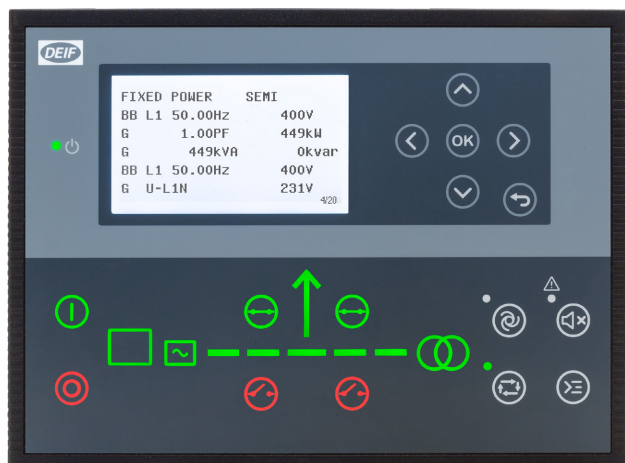 DEIF
FIXED POWER SEMI
BB L1 50.00Hz 400V
G 1.00PF 449kW
G 449kVA 0kvar
BB L1 50.00Hz 400V
G U-L1N 231V
4/20
OK